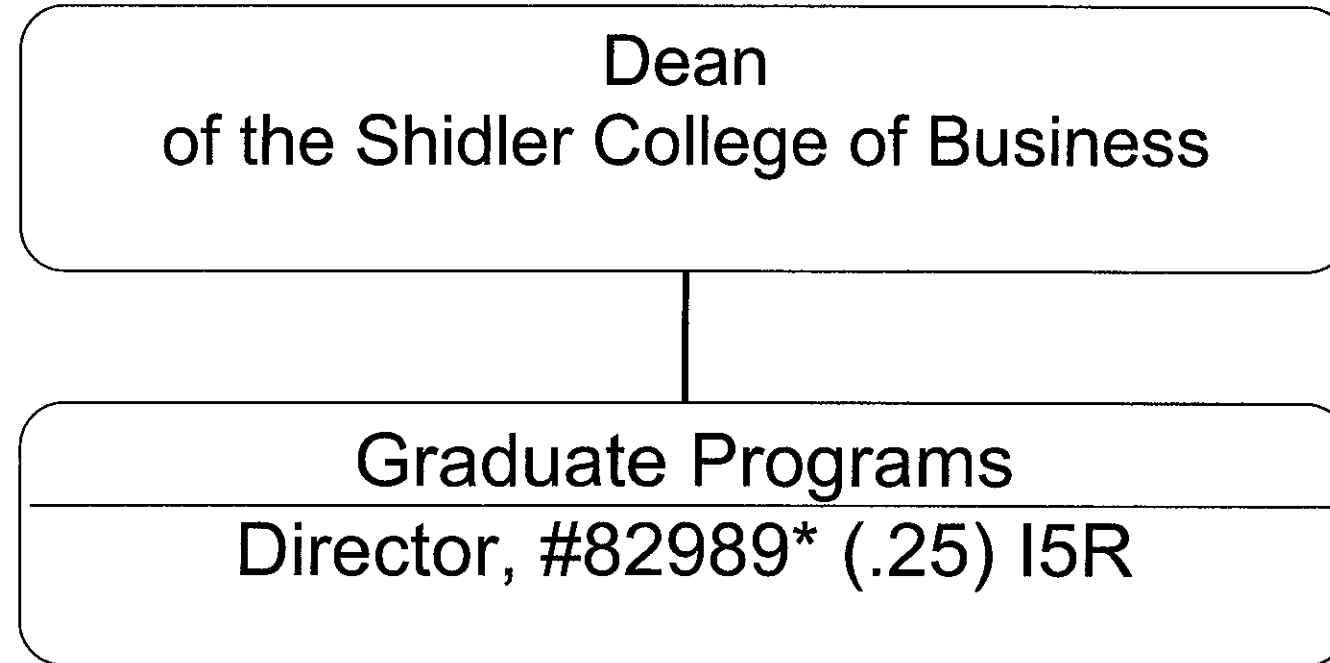 Dean
of the Shidler College of Business
Graduate Programs
Director, #82989* (.25) I5R